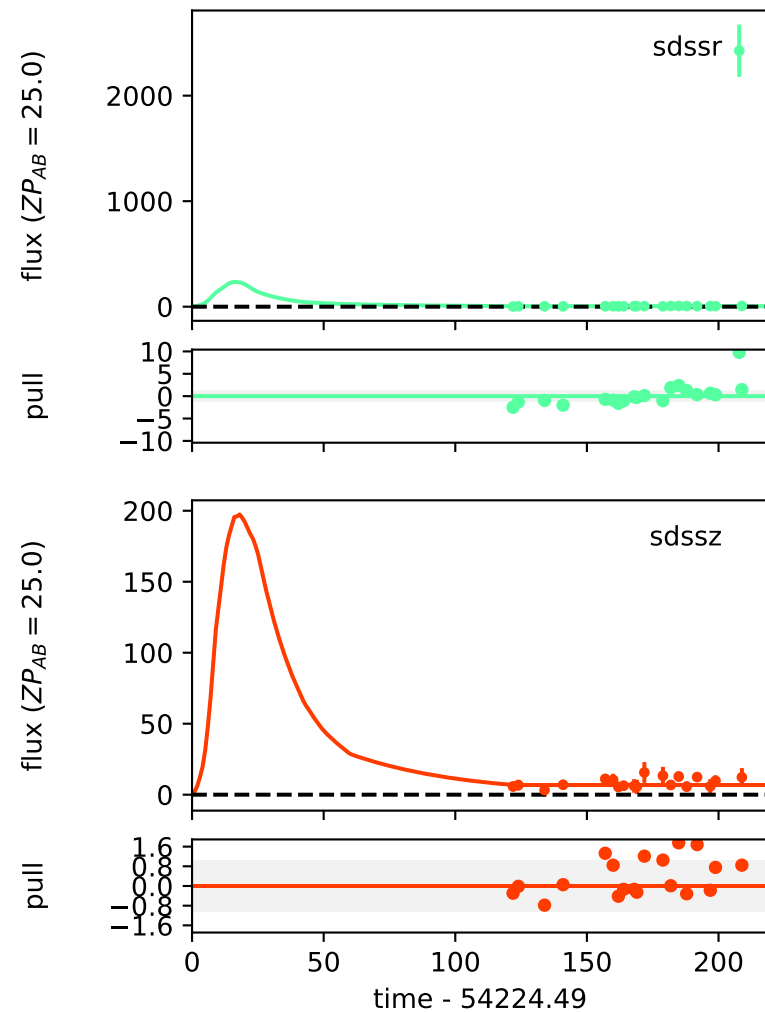 sdssr
flux (ZP_AB = 25.0)
2000
1000
0
pull
10
5
0
−5
−10
sdssz
flux (ZP_AB = 25.0)
200
150
100
50
0
pull
1.6
0.8
0.0
−0.8
−1.6
0 50 100 150 200
time - 54224.49